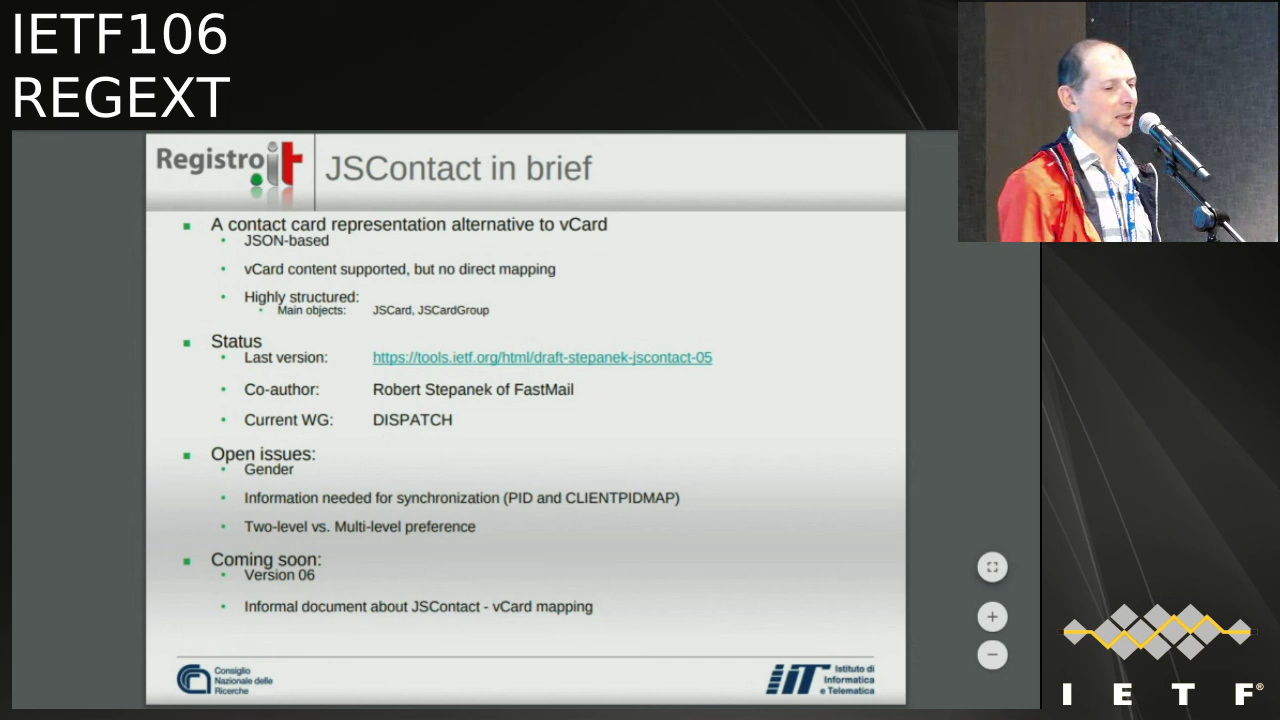 IETF106
REGEXT
Registro.it
JSContact in brief
A contact card representation alternative to vCard
JSON-based
vCard content supported, but no direct mapping
Highly structured:
Main objects: JSCard, JSCardGroup
Status
Last version: https://tools.ietf.org/html/draft-stepanek-jscontact-05
Co-author: Robert Stepanek of FastMail
Current WG: DISPATCH
Open issues:
Gender
Information needed for synchronization (PID and CLIENTPIDMAP)
Two-level vs. Multi-level preference
Coming soon:
Version 06
Informal document about JSContact - vCard mapping
Consiglio
Nazionale delle
Ricerche
IIT
Istituto di
Informatica
e Telematica
I E T F®